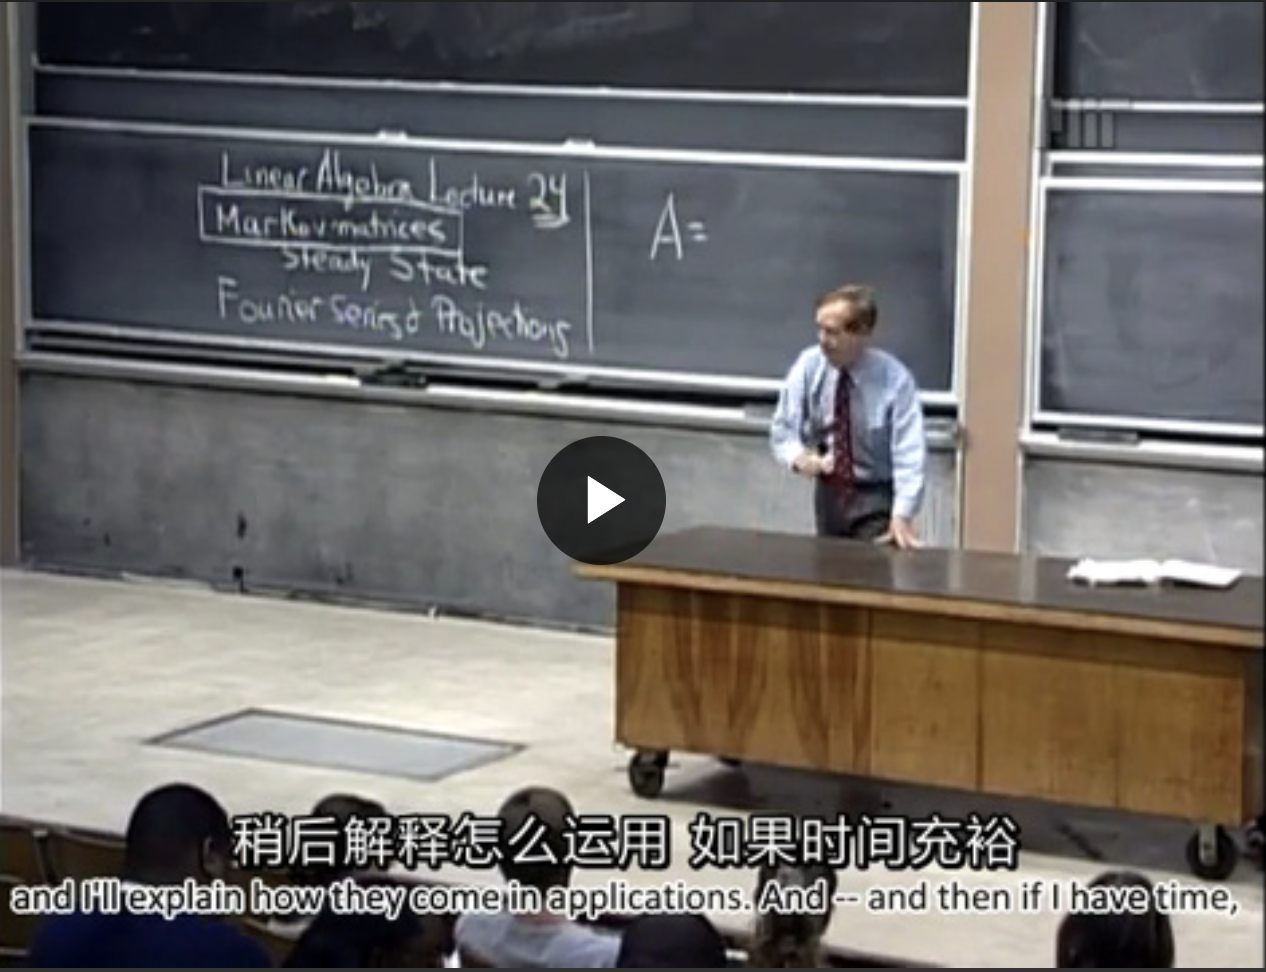 Linear Algebra Lecture 24
Markov matrices
Steady State
Fourier series & Projections
A=
稍后解释怎么运用 如果时间充裕
and I'll explain how they come in applications. And -- and then if I have time,